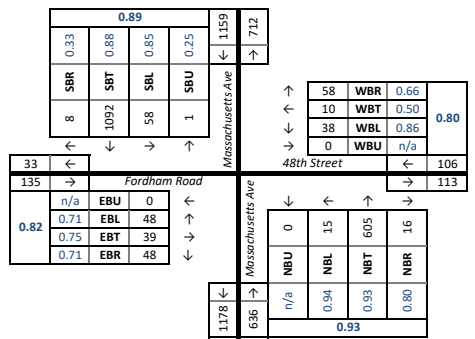 0.89
0.33 0.88 0.85 0.25
SBR SBT SBL SBU
8 1092 58 1
← ↓ → ↑
1159 712
↓ ↑
Massachusetts Ave
↑ 58 WBR 0.66
← 10 WBT 0.50
↓ 38 WBL 0.86
→ 0 WBU n/a
0.80
33 ←
48th Street
← 106
135 →
Fordham Road
→ 113
0.82
n/a EBU 0 ←
0.71 EBL 48 ↑
0.75 EBT 39 →
0.71 EBR 48 ↓
Massachusetts Ave
↓ ← ↑ →
0 15 605 16
NBU NBL NBT NBR
n/a 0.94 0.93 0.80
0.93
↓ ↑
1178 636